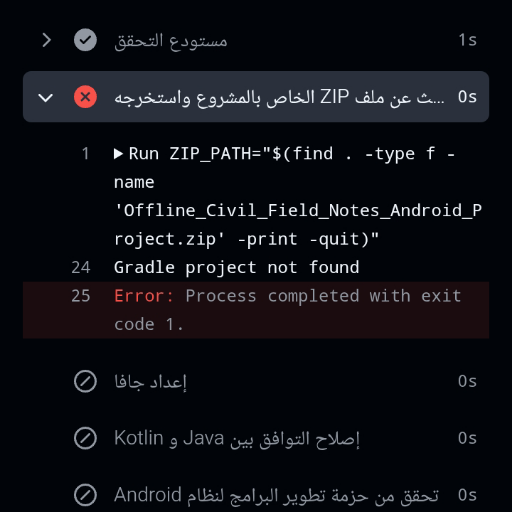 مستودع التحقق 1s
...ـث عن ملف ZIP الخاص بالمشروع واستخرجه 0s
1 Run ZIP_PATH="$(find . -type f -
name
'Offline_Civil_Field_Notes_Android_P
roject.zip' -print -quit)"
24 Gradle project not found
25 Error: Process completed with exit
code 1.
إعداد جافا 0s
إصلاح التوافق بين Java و Kotlin 0s
تحقق من حزمة تطوير البرامج لنظام Android 0s